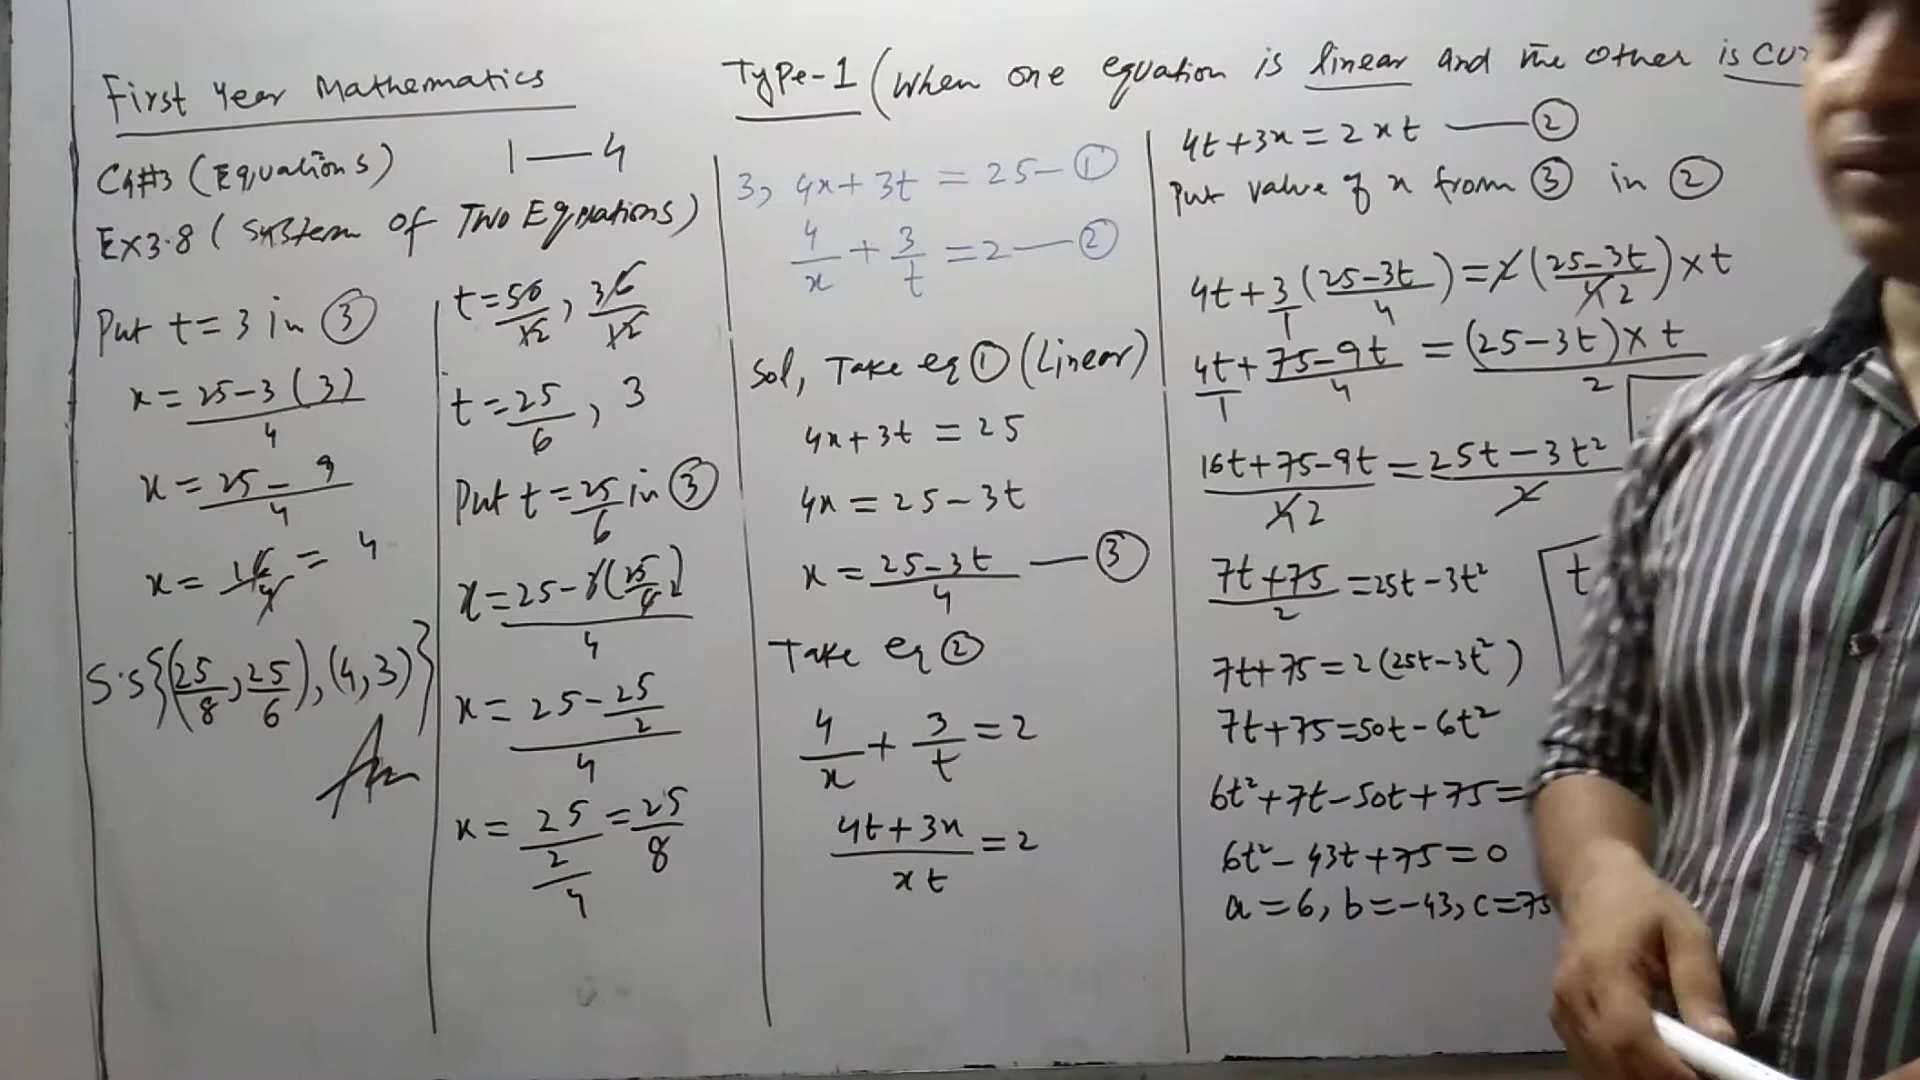 First Year Mathematics
Type-1 (When one equation is linear and the other is
CH#3 (Equations) 1—4
EX3.8 (System of Two Equations)
Put t = 3 in ③
x = 25-3(3)/4
x = 25-9/4
x = 16/4 = 4
S.S {(25/8, 25/6), (4,3)}
Ans
t = 50/12, 36/12
t = 25/6, 3
Put t = 25/6 in ③
x = 25-3(25/6)/4
x = 25-25/2/4
x = 25/2/4 = 25/8
3, 4x+3t = 25 — ①
4/x + 3/t = 2 — ②
Sol, Take eq ① (Linear)
4x+3t = 25
4x = 25-3t
x = 25-3t/4 — ③
Take eq ②
4/x + 3/t = 2
4t+3x/xt = 2
4t+3x = 2xt — ②
Put value of x from ③ in ②
4t+3/1(25-3t/4) = 2(25-3t/4 2)×t
4t/1+75-9t/4 = (25-3t)×t/2
16t+75-9t/4 2 = 25t-3t²/2
7t+75/2 = 25t-3t²
7t+75 = 2(25t-3t²)
7t+75 = 50t-6t²
6t²+7t-50t+75 =
6t²-43t+75 = 0
a = 6, b = -43, c = 75
t